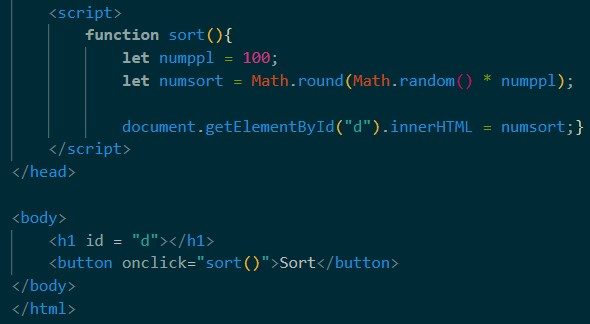 <script>
function sort(){
let numppl = 100;
let numsort = Math.round(Math.random() * numppl);
document.getElementById("d").innerHTML = numsort;}
</script>
</head>
<body>
<h1 id = "d"></h1>
<button onclick="sort()">Sort</button>
</body>
</html>